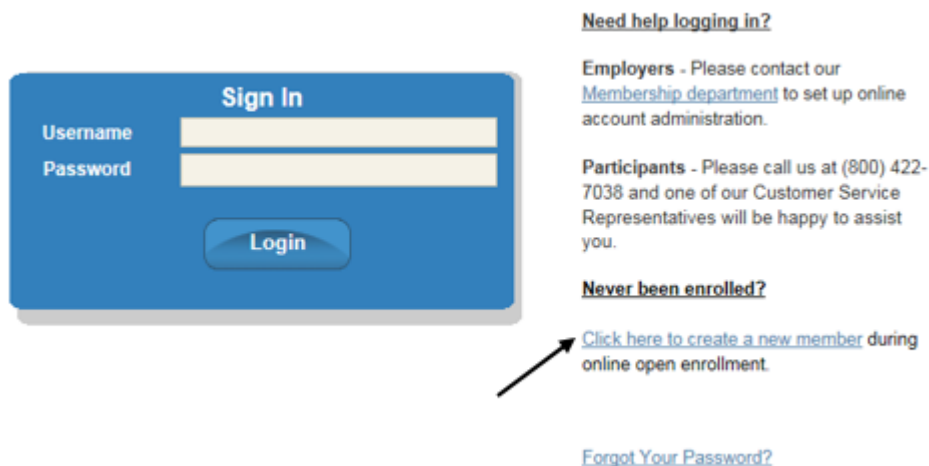 Sign In
Username
Password
Login
Need help logging in?
Employers - Please contact our
Membership department to set up online
account administration.
Participants - Please call us at (800) 422-
7038 and one of our Customer Service
Representatives will be happy to assist
you.
Never been enrolled?
Click here to create a new member during
online open enrollment.
Forgot Your Password?